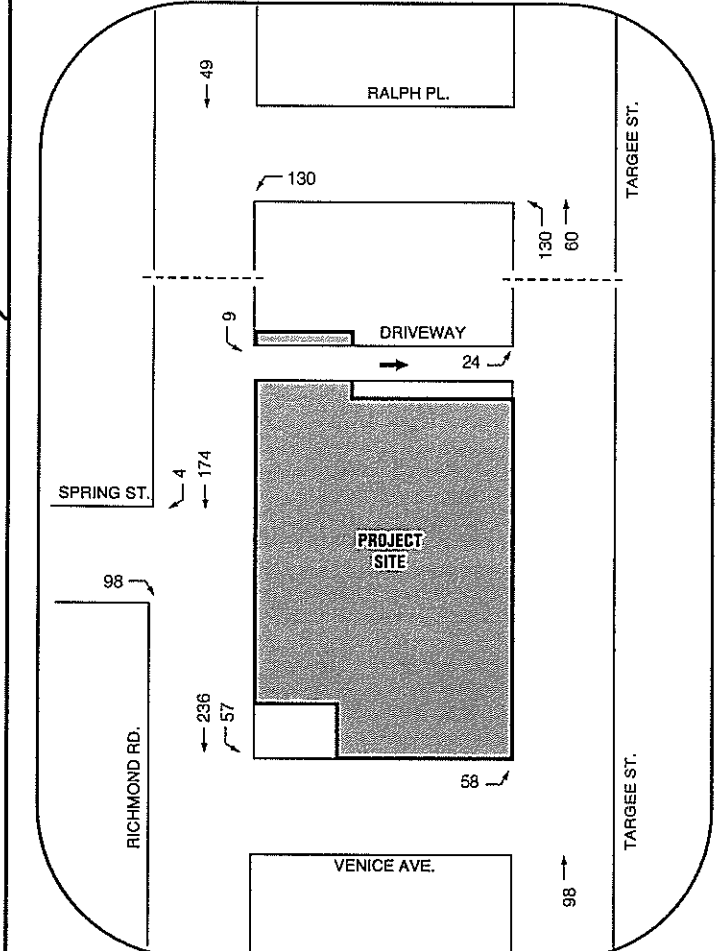 49
RALPH PL.
TARGEE ST.
130
130
60
9
DRIVEWAY
24
4
174
SPRING ST.
PROJECT
SITE
98
236
57
58
RICHMOND RD.
TARGEE ST.
VENICE AVE.
98